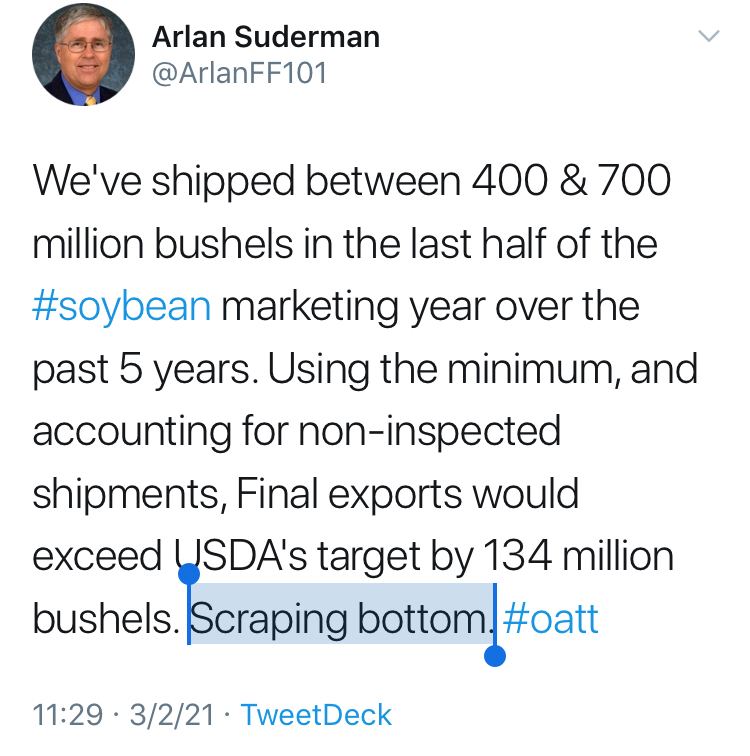 Arlan Suderman
@ArlanFF101
We've shipped between 400 & 700
million bushels in the last half of the
#soybean marketing year over the
past 5 years. Using the minimum, and
accounting for non-inspected
shipments, Final exports would
exceed USDA's target by 134 million
bushels. Scraping bottom. #oatt
11:29 · 3/2/21 · TweetDeck